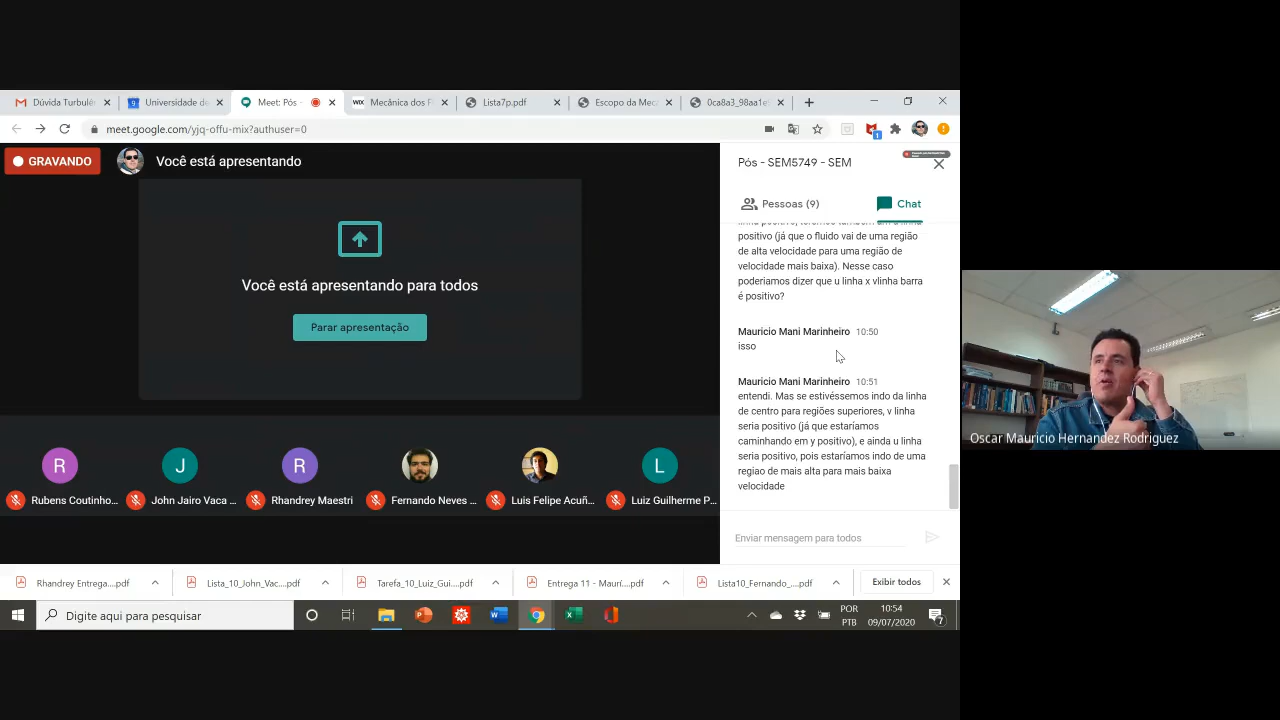 Dúvida Turbulê
Universidade de
Meet: Pós -
WIX
Mecânica dos F
Lista7p.pdf
Escopo da Meca
0ca8a3_98aa1e
meet.google.com/yjq-offu-mix?authuser=0
GRAVANDO
Você está apresentando
Você está apresentando para todos
Parar apresentação
R
Rubens Coutinho...
J
John Jairo Vaca ...
R
Rhandrey Maestri
Fernando Neves ...
Luis Felipe Acuñ...
L
Luiz Guilherme P...
Pós - SEM5749 - SEM
Pessoas (9)
Chat
positivo (já que o fluido vai de uma região
de alta velocidade para uma região de
velocidade mais baixa). Nesse caso
poderiamos dizer que u linha x vlinha barra
é positivo?
Mauricio Mani Marinheiro 10:50
isso
Mauricio Mani Marinheiro 10:51
entendi. Mas se estivéssemos indo da linha
de centro para regiões superiores, v linha
seria positivo (já que estaríamos
caminhando em y positivo), e ainda u linha
seria positivo, pois estaríamos indo de uma
regiao de mais alta para mais baixa
velocidade
Enviar mensagem para todos
Oscar Mauricio Hernandez Rodriguez
Rhandrey Entrega....pdf
Lista_10_John_Vac....pdf
Tarefa_10_Luiz_Gui....pdf
Entrega 11 - Mauri....pdf
Lista10_Fernando_....pdf
Exibir todos
Digite aqui para pesquisar
POR
PTB
10:54
09/07/2020
7